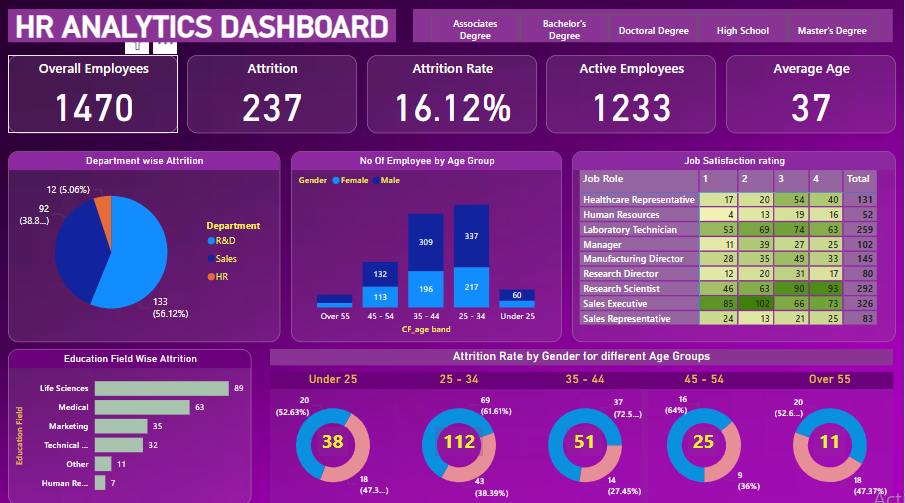 HR ANALYTICS DASHBOARD
Associates
Degree
Bachelor's
Degree
Doctoral Degree
High School
Master's Degree
Overall Employees
1470
Attrition
237
Attrition Rate
16.12%
Active Employees
1233
Average Age
37
Department wise Attrition
12 (5.06%)
92
(38.8...)
133
(56.12%)
Department
R&D
Sales
HR
No Of Employee by Age Group
Gender Female Male
132
113
309
196
337
217
60
Over 55 45 - 54 35 - 44 25 - 34 Under 25
CF_age band
Job Satisfaction rating
Job Role 1 2 3 4 Total
Healthcare Representative 17 20 54 40 131
Human Resources 4 13 19 16 52
Laboratory Technician 53 69 74 63 259
Manager 11 39 27 25 102
Manufacturing Director 28 35 49 33 145
Research Director 12 20 31 17 80
Research Scientist 46 63 90 93 292
Sales Executive 85 102 66 73 326
Sales Representative 24 13 21 25 83
Education Field Wise Attrition
Education Field
Life Sciences 89
Medical 63
Marketing 35
Technical ... 32
Other 11
Human Re... 7
Attrition Rate by Gender for different Age Groups
Under 25
20
(52.63%)
38
18
(47.3...)
25 - 34
69
(61.61%)
112
43
(38.39%)
35 - 44
37
(72.5...)
51
14
(27.45%)
45 - 54
16
(64%)
25
9
(36%)
Over 55
20
(52.6...)
11
18
(47.37%)